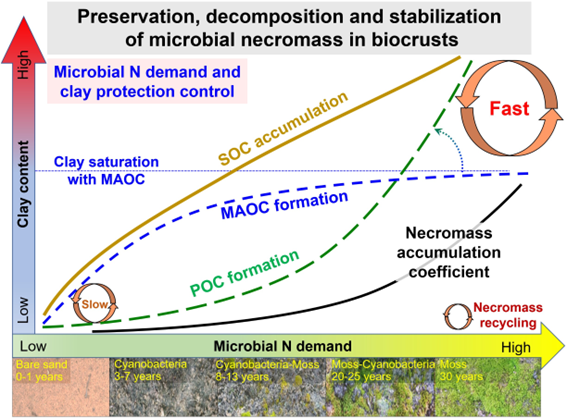 Preservation, decomposition and stabilization
of microbial necromass in biocrusts
High
Microbial N demand and
clay protection control
SOC accumulation
Fast
Clay saturation
with MAOC
Clay content
MAOC formation
Necromass
accumulation
coefficient
POC formation
Slow
Low
Necromass
recycling
Low
Microbial N demand
High
Bare sand
0-1 years
Cyanobacteria
3-7 years
Cyanobacteria-Moss
8-13 years
Moss-Cyanobacteria
20-25 years
Moss
30 years